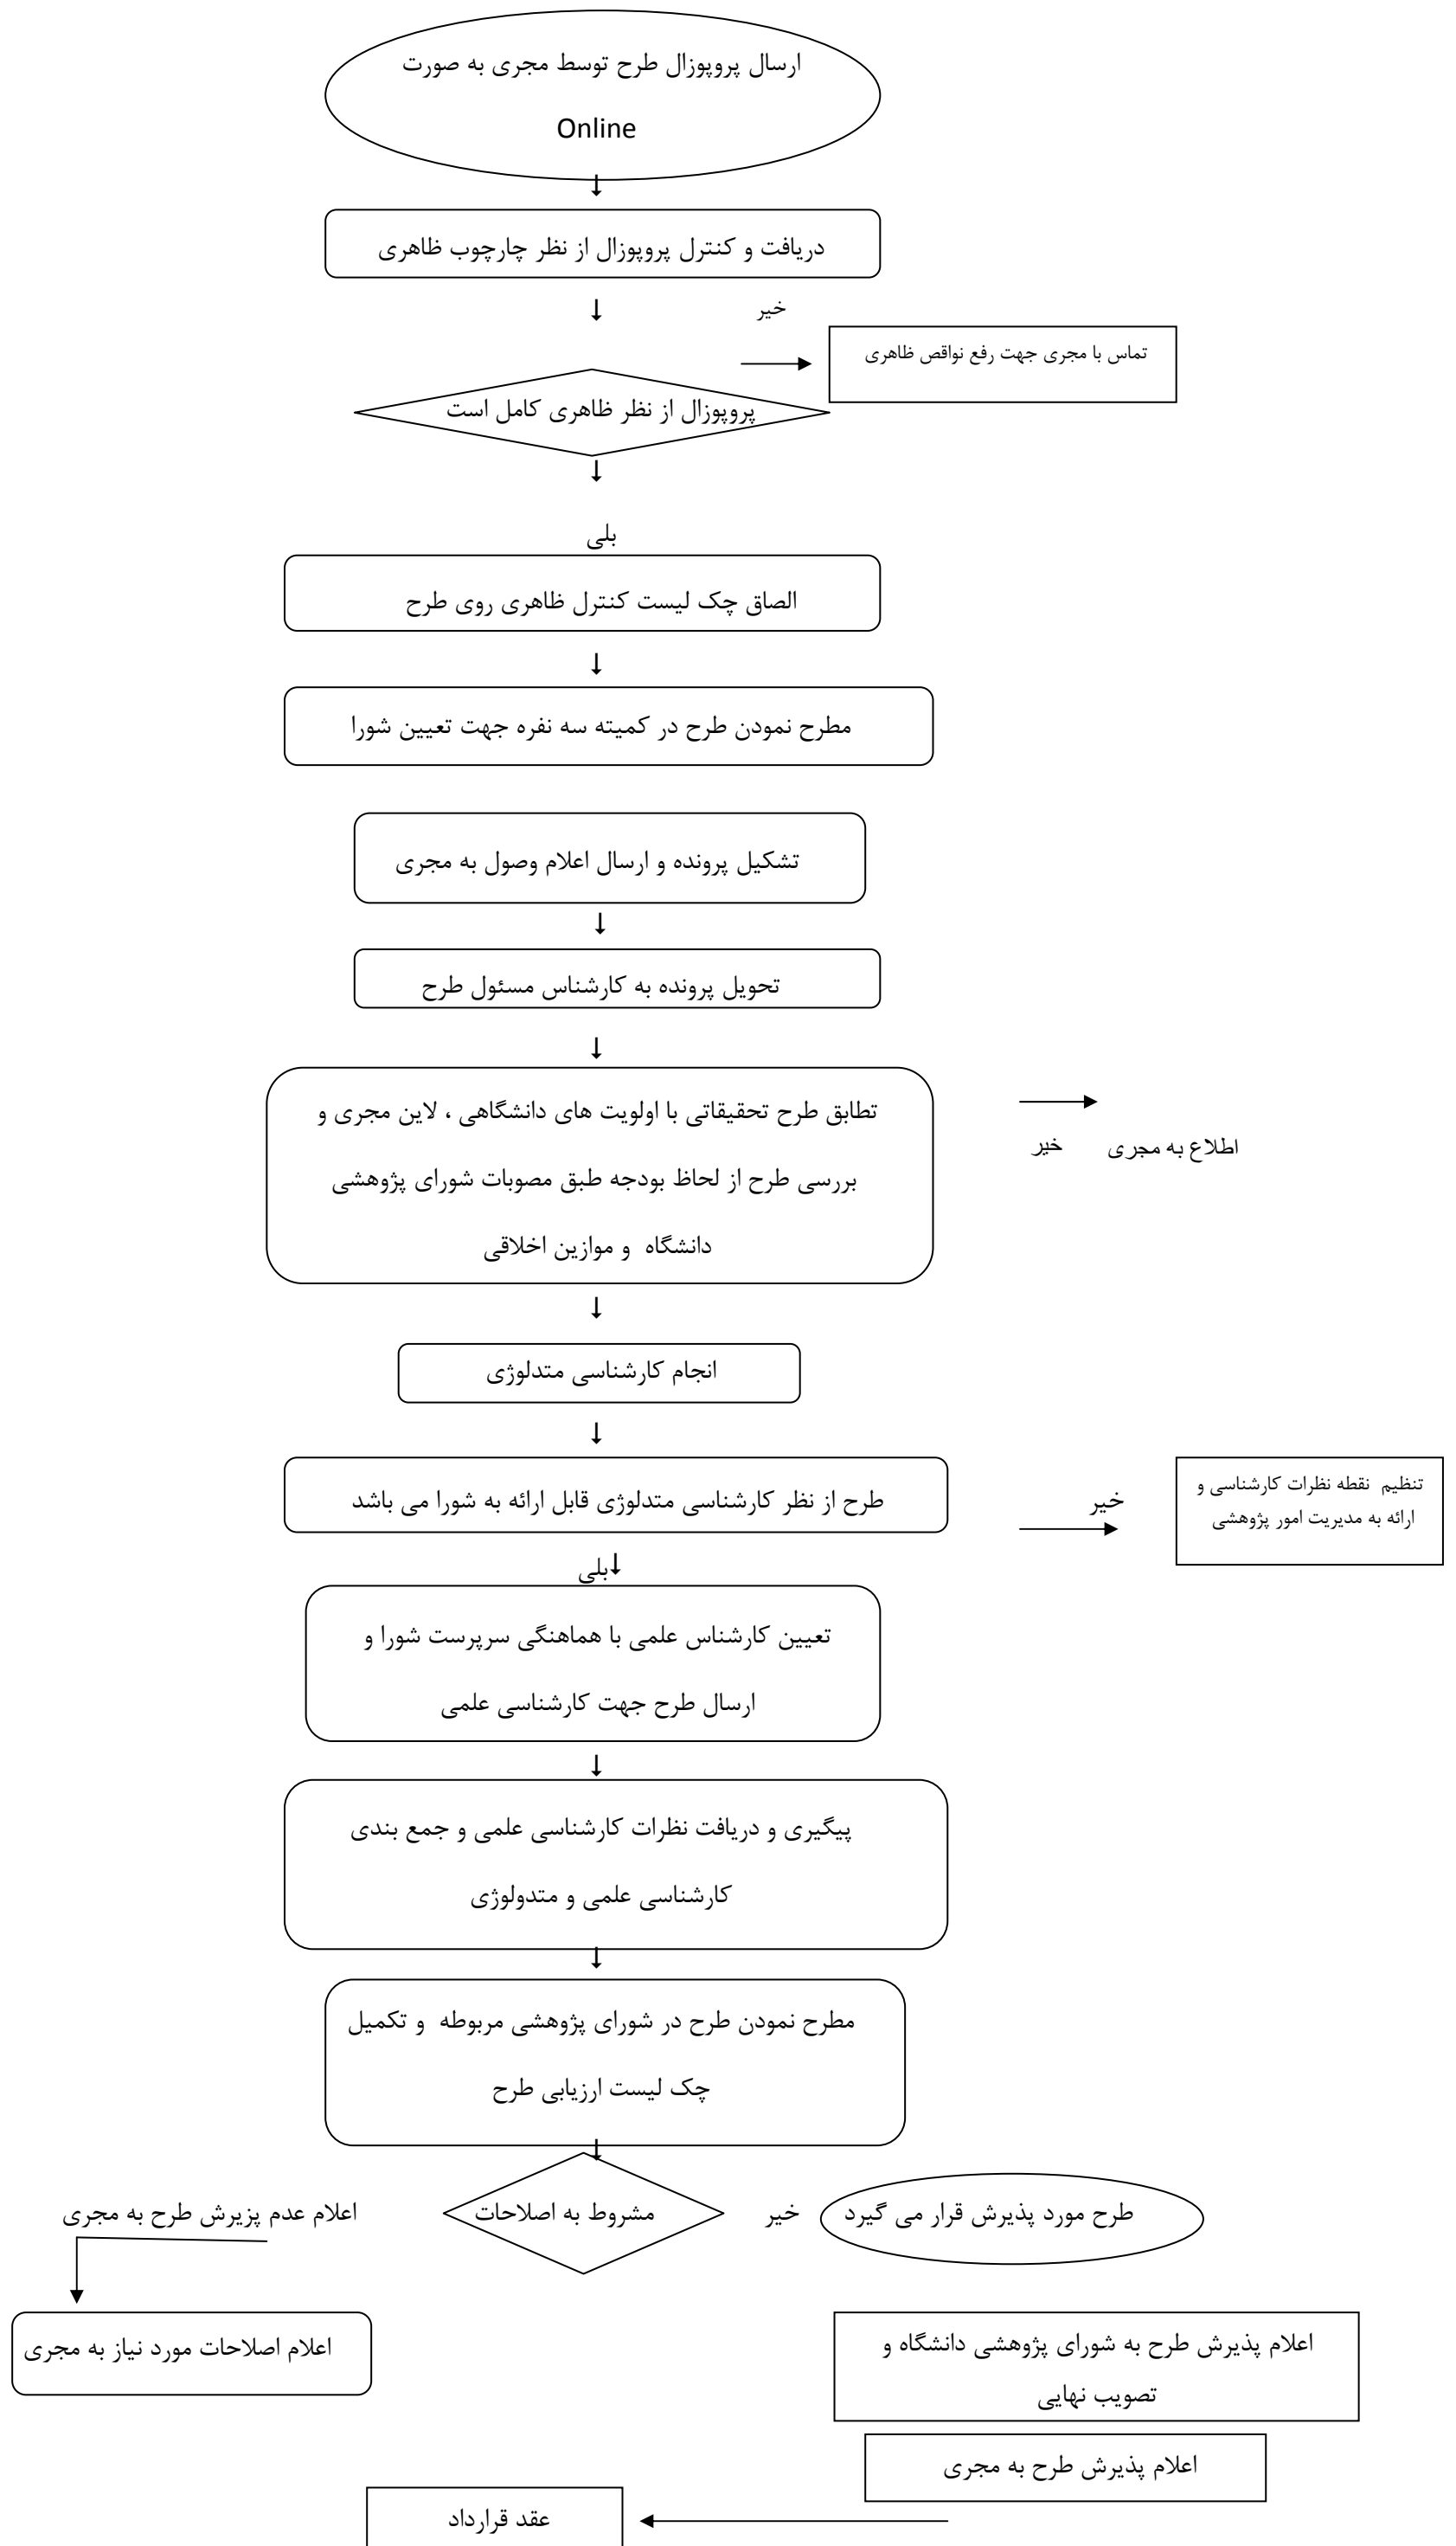 ارسال پروپوزال طرح توسط مجری به صورت
Online
دریافت و کنترل پروپوزال از نظر چارچوب ظاهری
خیر
تماس با مجری جهت رفع نواقص ظاهری
پروپوزال از نظر ظاهری کامل است
بلی
الصاق چک لیست کنترل ظاهری روی طرح
مطرح نمودن طرح در کمیته سه نفره جهت تعیین شورا
تشکیل پرونده و ارسال اعلام وصول به مجری
تحویل پرونده به کارشناس مسئول طرح
تطابق طرح تحقیقاتی با اولویت های دانشگاهی ، لاین مجری و
بررسی طرح از لحاظ بودجه طبق مصوبات شورای پژوهشی
دانشگاه و موازین اخلاقی
خیر
اطلاع به مجری
انجام کارشناسی متدلوژی
طرح از نظر کارشناسی متدلوژی قابل ارائه به شورا می باشد
خیر
تنظیم نقطه نظرات کارشناسی و
ارائه به مدیریت امور پژوهشی
بلی
تعیین کارشناس علمی با هماهنگی سرپرست شورا و
ارسال طرح جهت کارشناسی علمی
پیگیری و دریافت نظرات کارشناسی علمی و جمع بندی
کارشناسی علمی و متدولوژی
مطرح نمودن طرح در شورای پژوهشی مربوطه و تکمیل
چک لیست ارزیابی طرح
طرح مورد پذیرش قرار می گیرد
خیر
مشروط به اصلاحات
اعلام عدم پزیرش طرح به مجری
اعلام اصلاحات مورد نیاز به مجری
اعلام پذیرش طرح به شورای پژوهشی دانشگاه و
تصویب نهایی
اعلام پذیرش طرح به مجری
عقد قرارداد